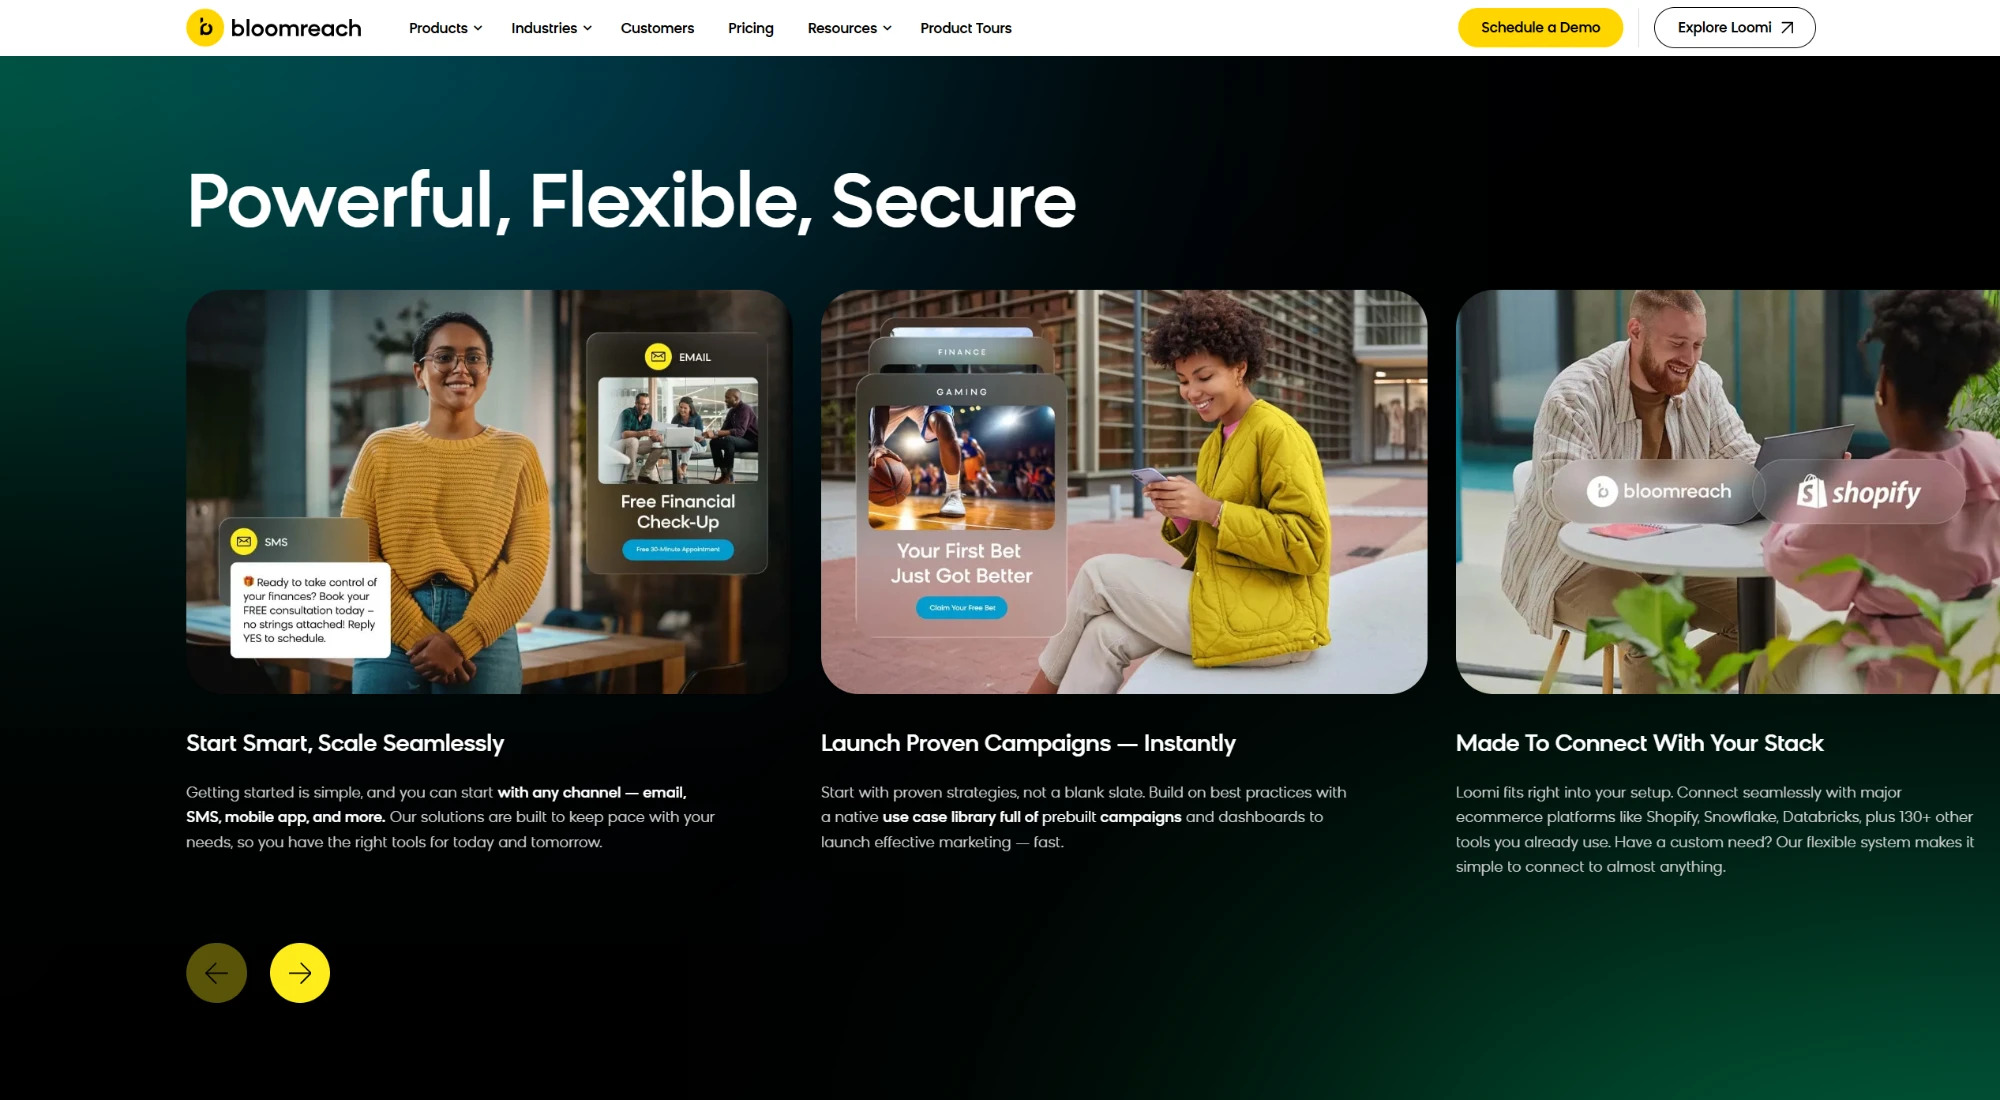 bloomreach
Products
Industries
Customers
Pricing
Resources
Product Tours
Schedule a Demo
Explore Loomi
Powerful, Flexible, Secure
EMAIL
Free Financial
Check-Up
Free 30-Minute Appointment
SMS
Ready to take control of
your finances? Book your
FREE consultation today –
no strings attached! Reply
YES to schedule.
FINANCE
GAMING
Your First Bet
Just Got Better
Claim Your Free Bet
bloomreach
shopify
Start Smart, Scale Seamlessly
Getting started is simple, and you can start with any channel — email,
SMS, mobile app, and more. Our solutions are built to keep pace with your
needs, so you have the right tools for today and tomorrow.
Launch Proven Campaigns — Instantly
Start with proven strategies, not a blank slate. Build on best practices with
a native use case library full of prebuilt campaigns and dashboards to
launch effective marketing — fast.
Made To Connect With Your Stack
Loomi fits right into your setup. Connect seamlessly with major
ecommerce platforms like Shopify, Snowflake, Databricks, plus 130+ other
tools you already use. Have a custom need? Our flexible system makes it
simple to connect to almost anything.